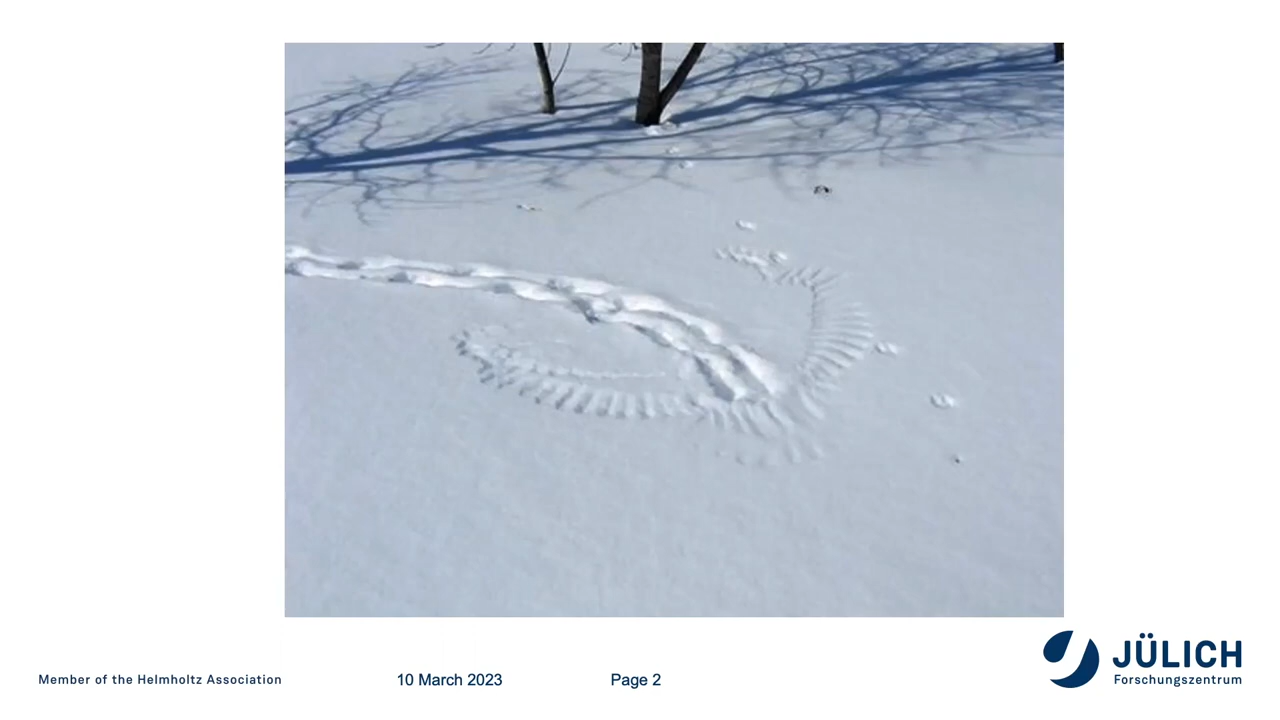 Member of the Helmholtz Association
10 March 2023
Page 2
JÜLICH
Forschungszentrum